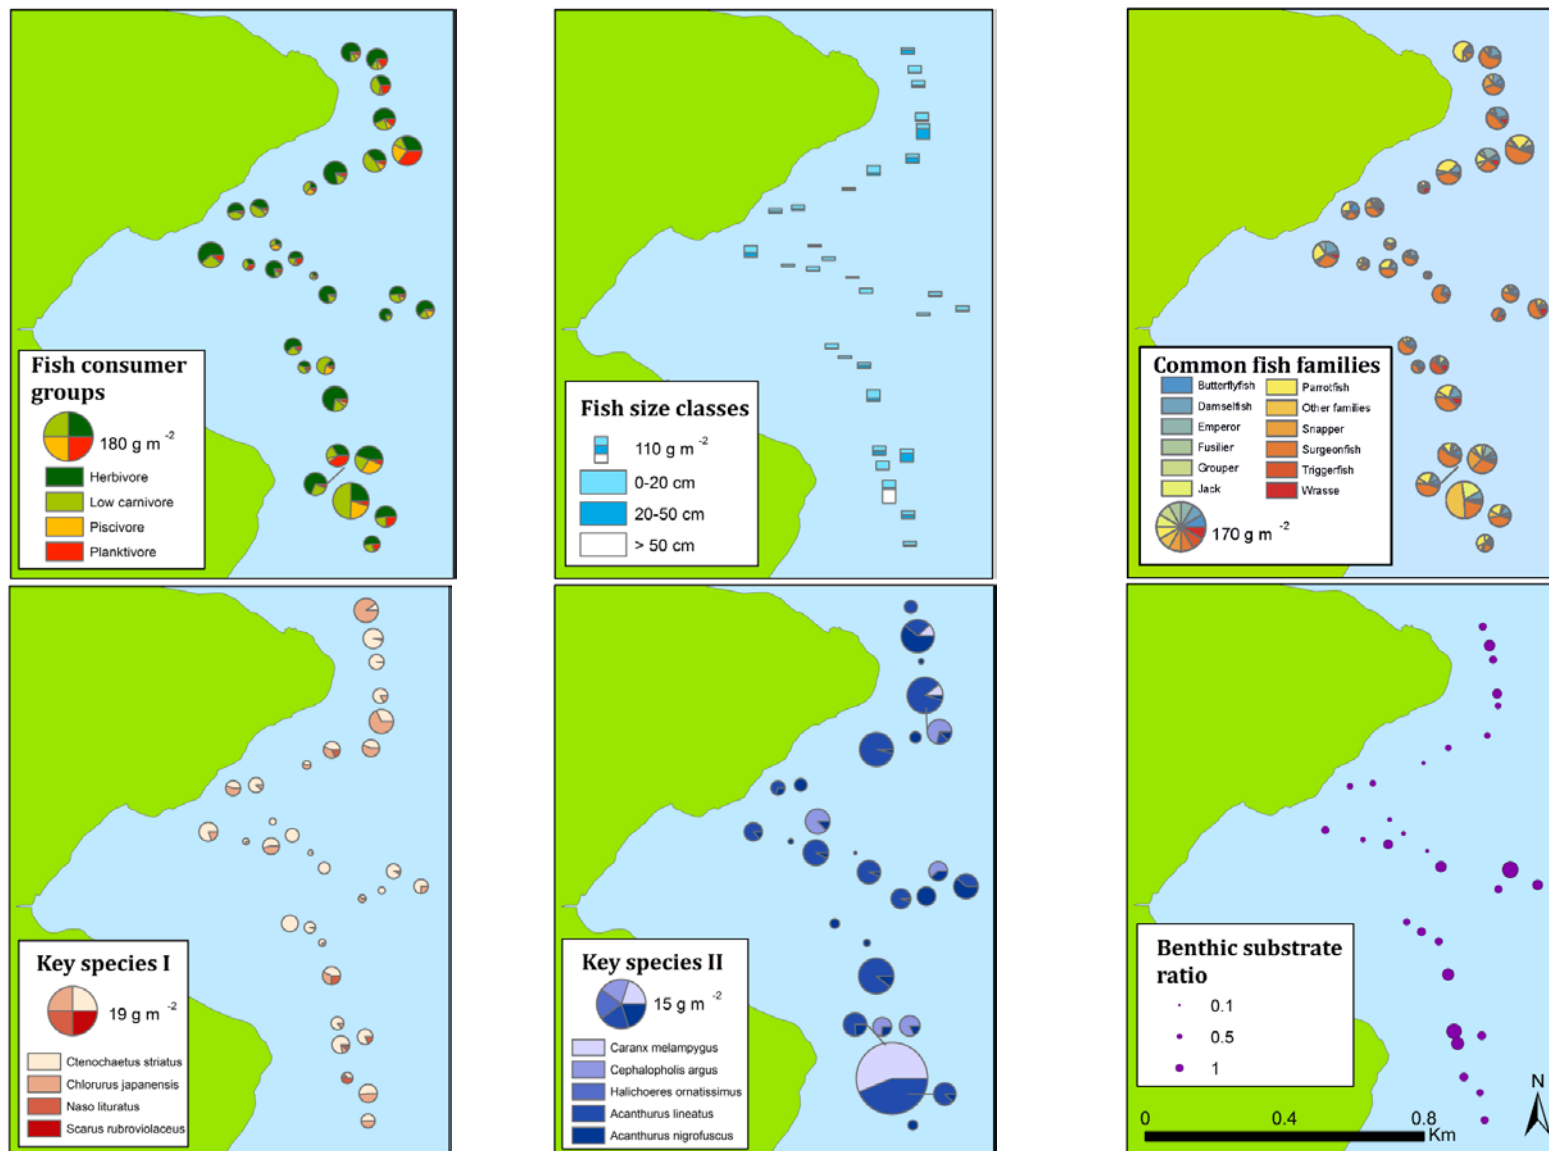 Fish consumer
groups
180 g m -2
Herbivore
Low carnivore
Piscivore
Planktivore
Fish size classes
110 g m -2
0-20 cm
20-50 cm
> 50 cm
Common fish families
Butterflyfish
Damselfish
Emperor
Fusilier
Grouper
Jack
Parrotfish
Other families
Snapper
Surgeonfish
Triggerfish
Wrasse
170 g m -2
Key species I
19 g m -2
Ctenochaetus striatus
Chlorurus japanensis
Naso lituratus
Scarus rubroviolaceus
Key species II
15 g m -2
Caranx melampygus
Cephalopholis argus
Halichoeres ornatissimus
Acanthurus lineatus
Acanthurus nigrofuscus
Benthic substrate
ratio
0.1
0.5
1
N
0 0.4 0.8
Km